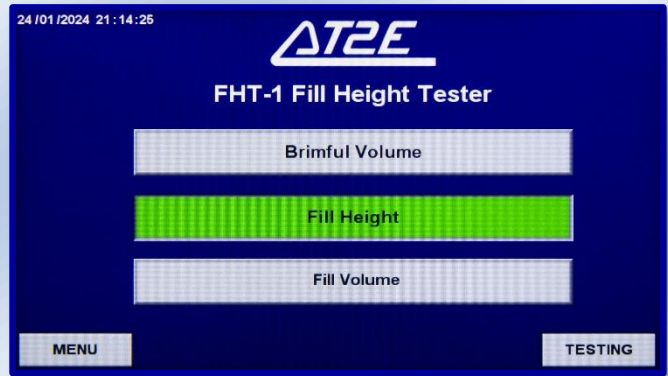 24/01/2024 21:14:25
AT2E
FHT-1 Fill Height Tester
Brimful Volume
Fill Height
Fill Volume
MENU
TESTING